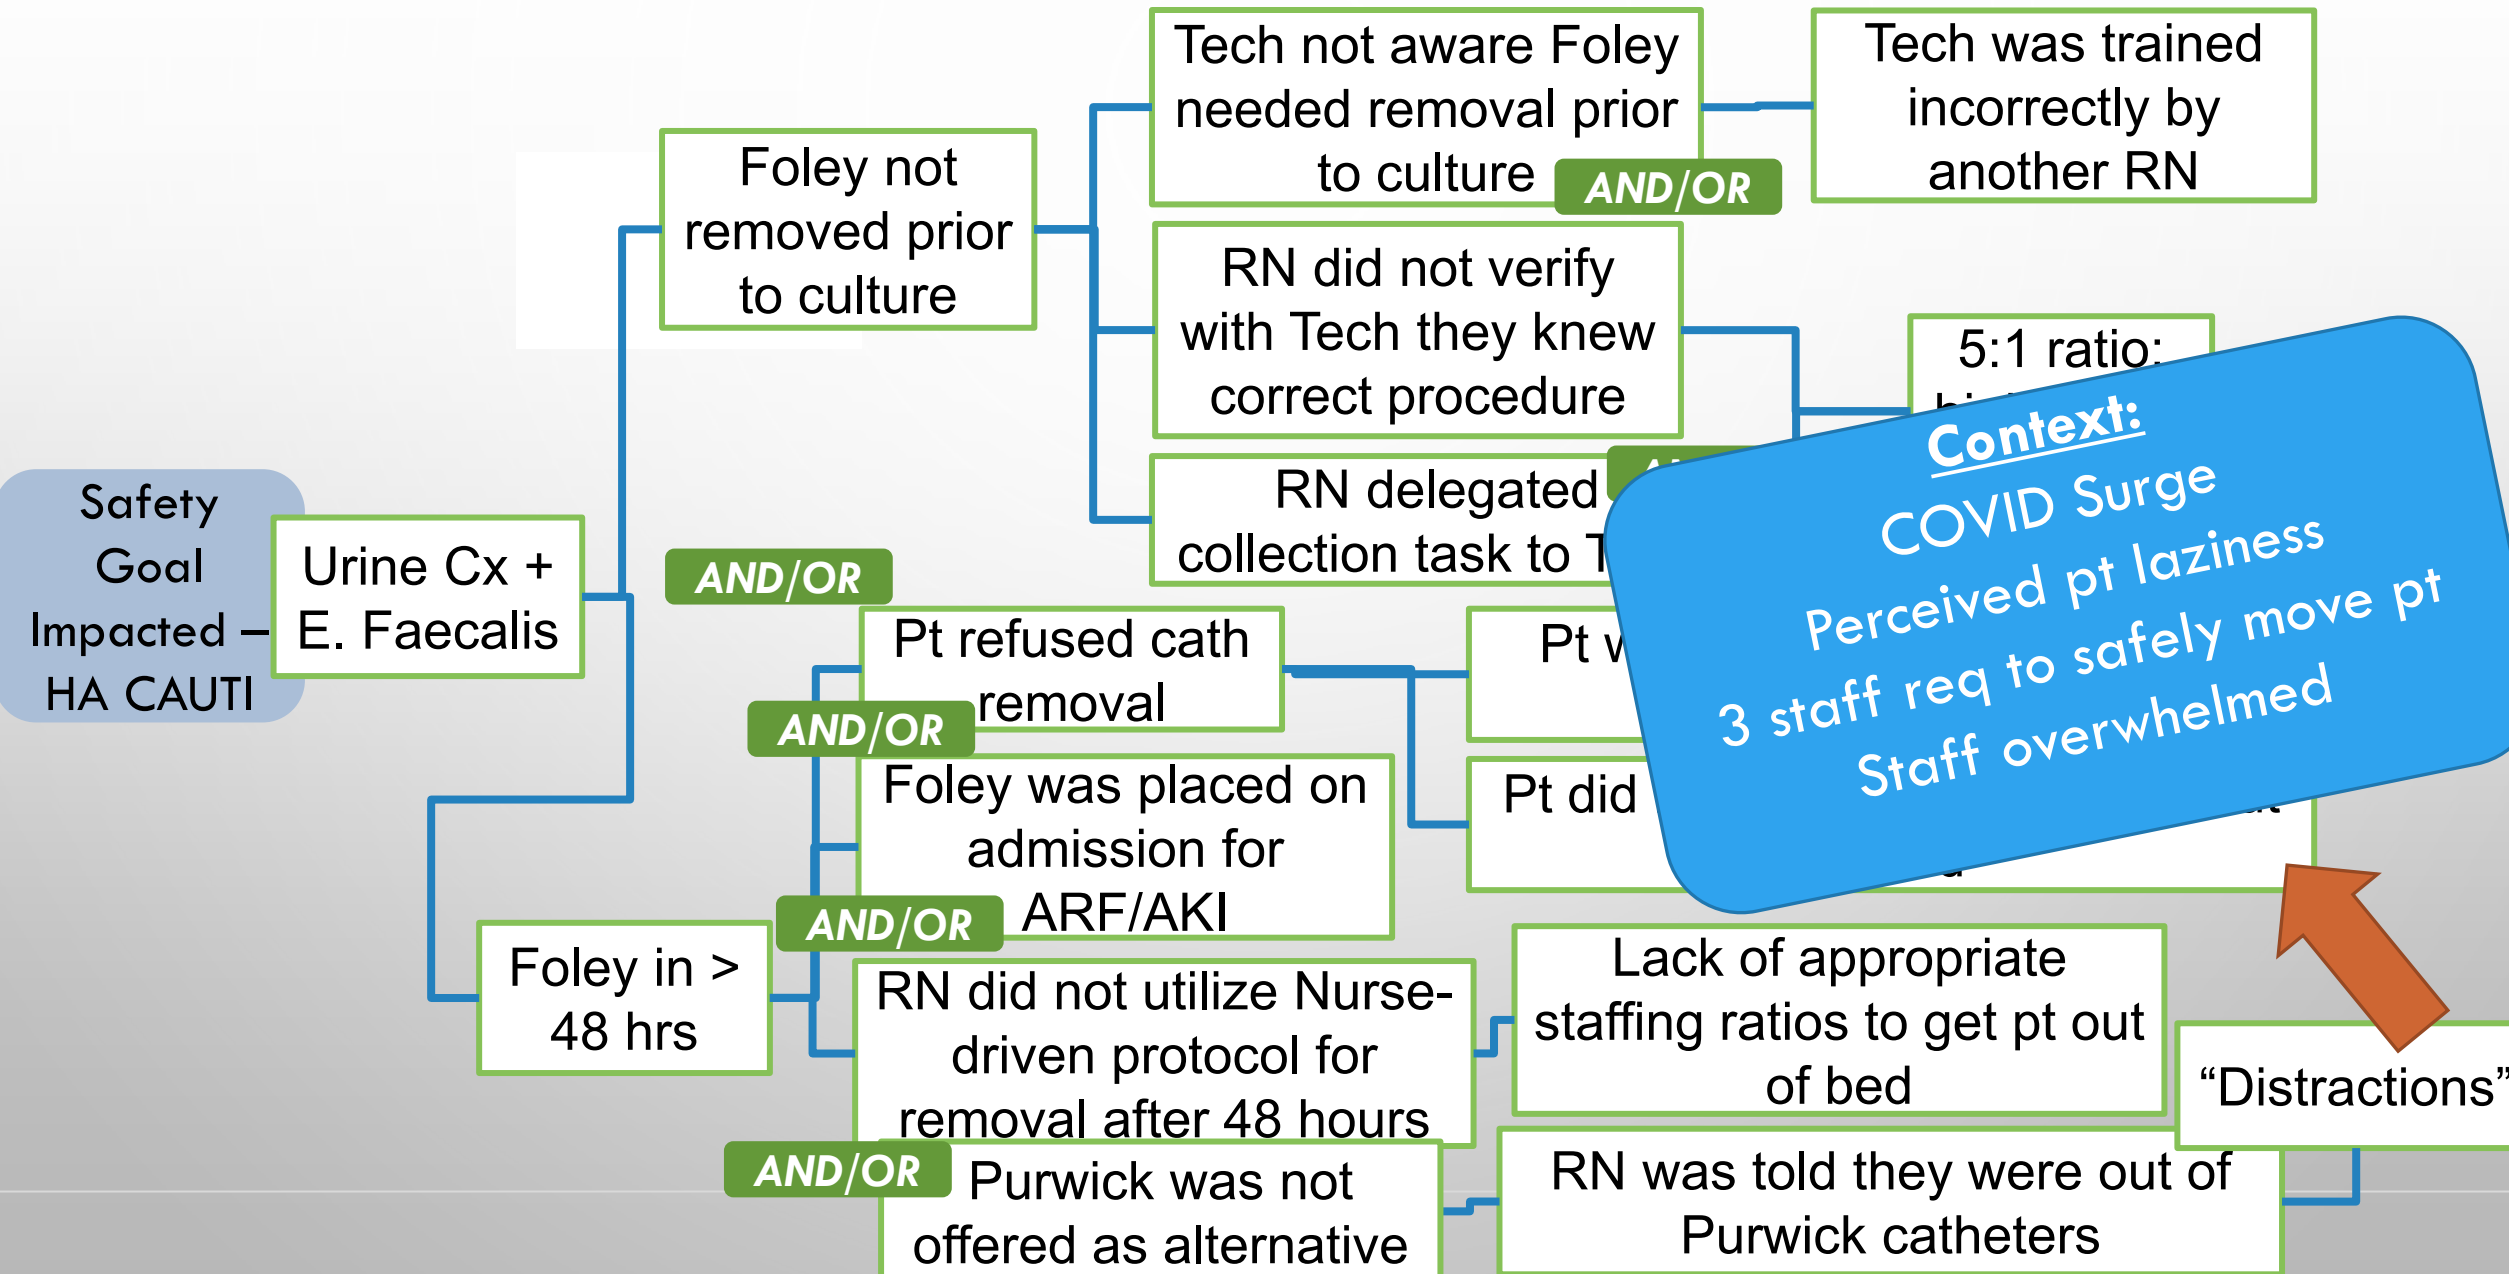 Safety
Goal
Impacted –
HA CAUTI
Urine Cx +
E. Faecalis
Foley not
removed prior
to culture
Tech not aware Foley
needed removal prior
to culture
AND/OR
Tech was trained
incorrectly by
another RN
RN did not verify
with Tech they knew
correct procedure
5:1 ratio;
RN delegated
collection task to
Context:
COVID Surge
Perceived pt laziness
3 staff req to safely move pt
Staff overwhelmed
AND/OR
Pt refused cath
removal
Pt
AND/OR
Foley was placed on
admission for
ARF/AKI
Pt did
AND/OR
Foley in >
48 hrs
RN did not utilize Nurse-
driven protocol for
removal after 48 hours
Lack of appropriate
staffing ratios to get pt out
of bed
"Distractions"
AND/OR
Purwick was not
offered as alternative
RN was told they were out of
Purwick catheters